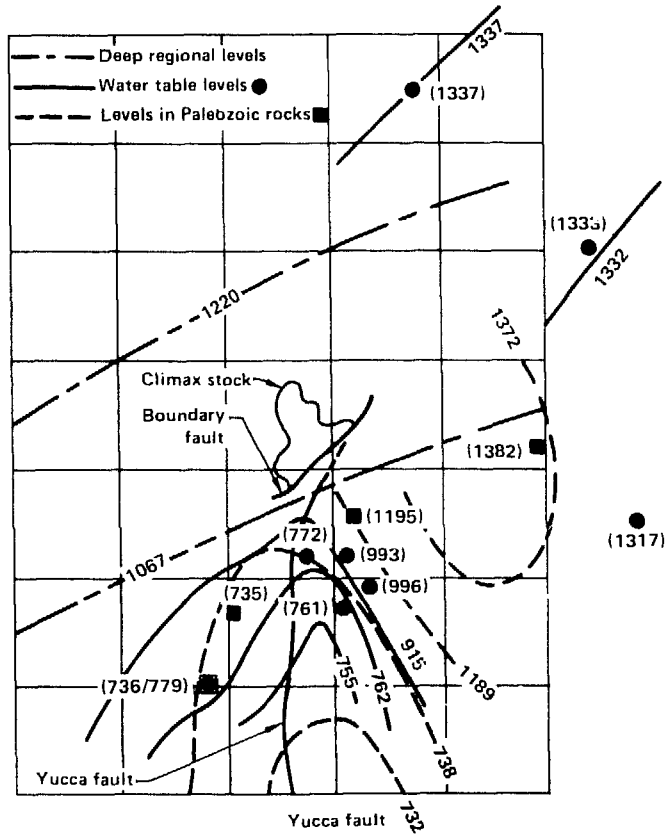 1337
Deep regional levels
Water table levels
(1337)
Levels in Paleozoic rocks
1332
1220
1372
Climax stock
Boundary
fault
(1382)
(1195)
(772)
(993)
(1317)
1067
(735)
(996)
(761)
915
1189
(736/779)
755
762
738
Yucca fault
732
Yucca fault